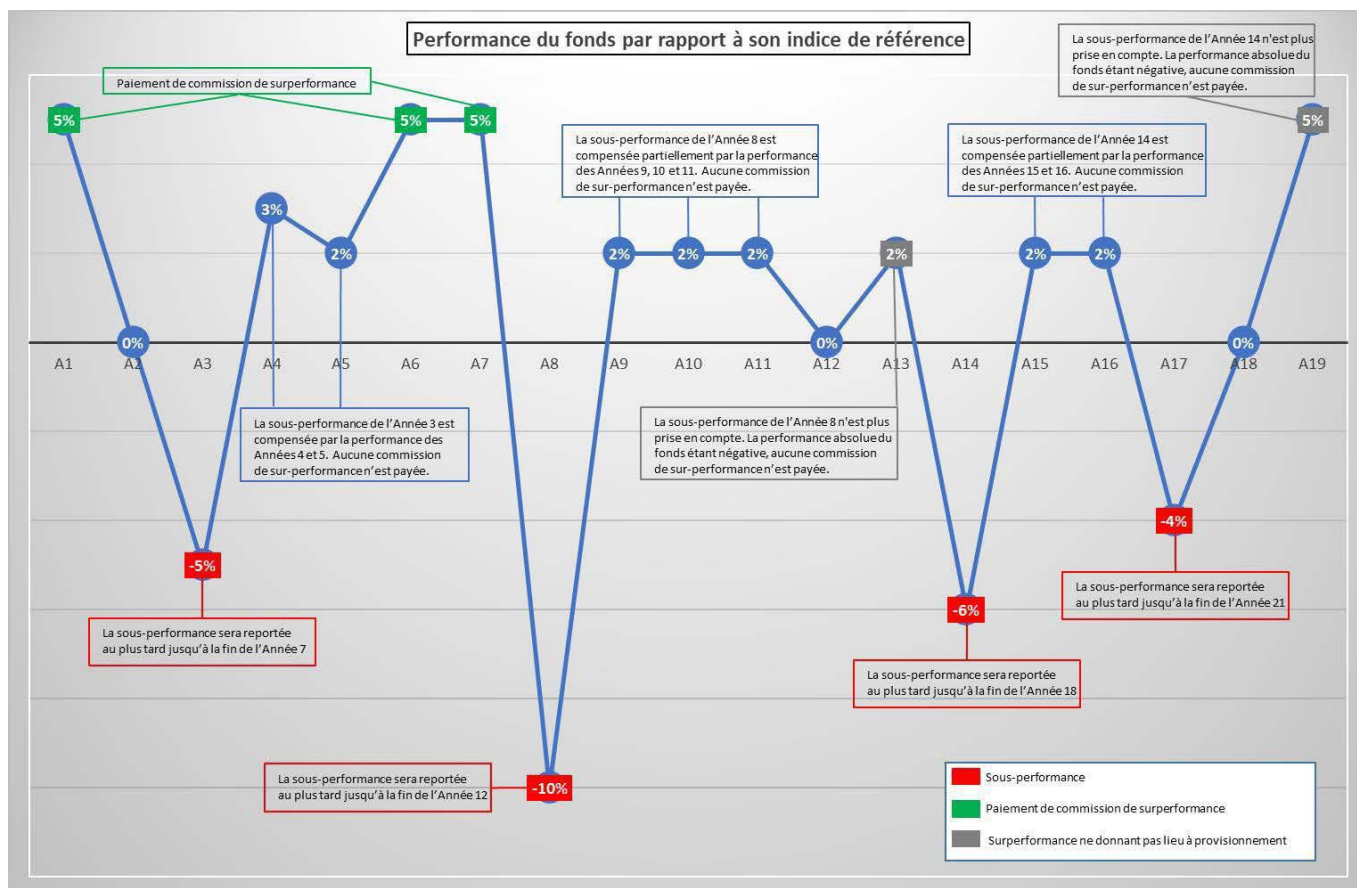 Performance du fonds par rapport à son indice de référence
La sous-performance de l'Année 14 n'est plus
prise en compte. La performance absolue du
fonds étant négative, aucune commission
de sur-performance n'est payée.
Paiement de commission de surperformance
5%
5%
5%
5%
La sous-performance de l'Année 8 est
compensée partiellement par la performance
des Années 9, 10 et 11. Aucune commission
de sur-performance n'est payée.
La sous-performance de l'Année 14 est
compensée partiellement par la performance
des Années 15 et 16. Aucune commission
de sur-performance n'est payée.
3%
2%
2%
2%
2%
2%
2%
2%
0%
0%
0%
A1
A2
A3
A4
A5
A6
A7
A8
A9
A10
A11
A12
A13
A14
A15
A16
A17
A18
A19
La sous-performance de l'Année 3 est
compensée par la performance des
Années 4 et 5. Aucune commission
de sur-performance n'est payée.
La sous-performance de l'Année 8 n'est plus
prise en compte. La performance absolue du
fonds étant négative, aucune commission
de sur-performance n'est payée.
-4%
-5%
-6%
La sous-performance sera reportée
au plus tard jusqu'à la fin de l'Année 21
La sous-performance sera reportée
au plus tard jusqu'à la fin de l'Année 7
La sous-performance sera reportée
au plus tard jusqu'à la fin de l'Année 18
La sous-performance sera reportée
au plus tard jusqu'à la fin de l'Année 12
-10%
Sous-performance
Paiement de commission de surperformance
Surperformance ne donnant pas lieu à provisionnement